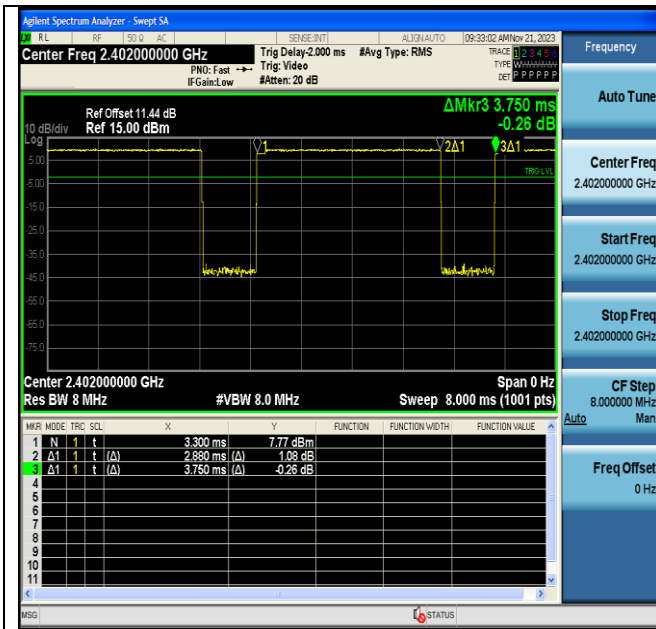 Agilent Spectrum Analyzer - Swept SA
RL RF 50 Ω AC SENSE:INT ALIGN AUTO 09:33:02 AM Nov 21, 2023
Center Freq 2.402000000 GHz
PNO: Fast
IFGain:Low
Trig Delay-2.000 ms
Trig: Video
#Atten: 20 dB
#Avg Type: RMS
TRACE 1 2 3 4 5 6
TYPE
DET P P P P P P
Ref Offset 11.44 dB
10 dB/div Ref 15.00 dBm
Log
ΔMkr3 3.750 ms
-0.26 dB
1 2Δ1 3Δ1
TRIG LVL
5.00
-5.00
-15.0
-25.0
-35.0
-45.0
-55.0
-65.0
-75.0
Center 2.402000000 GHz Span 0 Hz
Res BW 8 MHz #VBW 8.0 MHz Sweep 8.000 ms (1001 pts)
MKR MODE TRC SCL X Y FUNCTION FUNCTION WIDTH FUNCTION VALUE
1 N 1 t 3.300 ms 7.77 dBm
2 Δ1 1 t (Δ) 2.880 ms (Δ) 1.08 dB
3 Δ1 1 t (Δ) 3.750 ms (Δ) -0.26 dB
4
5
6
7
8
9
10
11
MSG STATUS
Frequency
Auto Tune
Center Freq
2.402000000 GHz
Start Freq
2.402000000 GHz
Stop Freq
2.402000000 GHz
CF Step
8.000000 MHz
Auto Man
Freq Offset
0 Hz